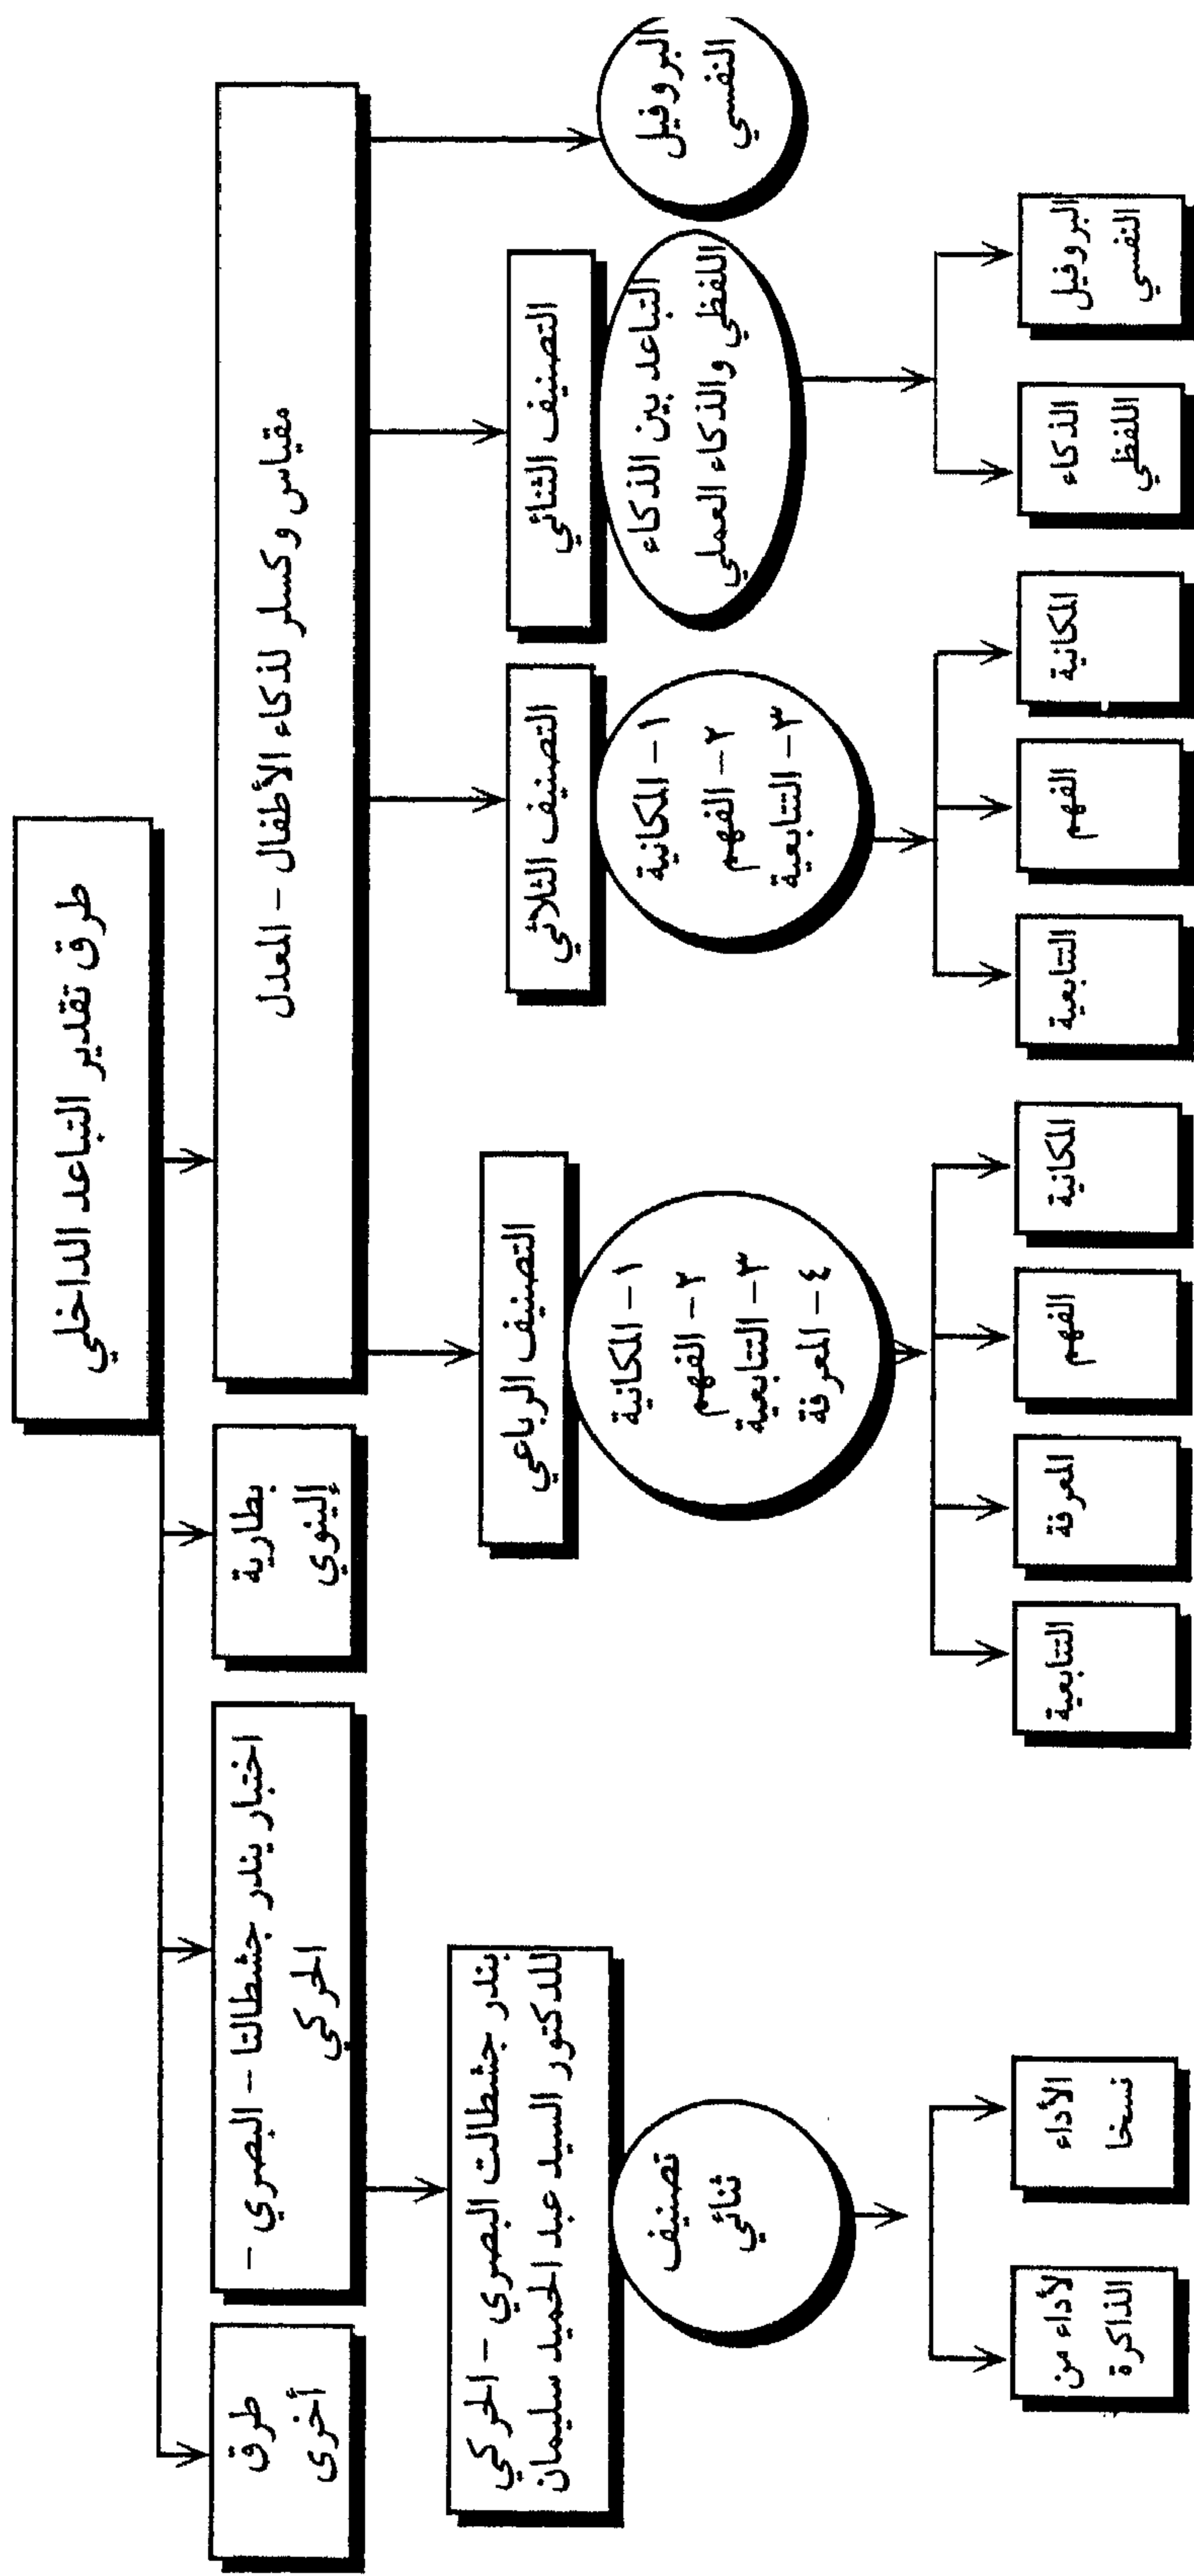 طرق تقدير التباعد الداخلي
مقياس وكسلر لذكاء الأطفال - المعدل
بطارية
إلينوي
اختبار بندر جشطالتا - البصري -
الحركي
طرق
أخرى
البروفيل
النفسي
التصنيف الثنائي
التباعد بين الذكاء
اللفظي والذكاء العملي
التصنيف الثلاثي
١ - المكانية
٢ - الفهم
٣ - التتابعية
التصنيف الرباعي
١ - المكانية
٢ - الفهم
٣ - التتابعية
٤ - المعرفة
بندر جشطالت البصري - الحركي
للدكتور السيد عبد الحميد سليمان
تصنيف
ثنائي
البروفيل
النفسي
الذكاء
اللفظي
المكانية
الفهم
التتابعية
المكانية
الفهم
المعرفة
التتابعية
الأداء
نسخا
لأداء من
الذاكرة